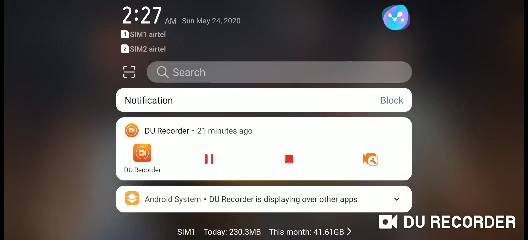 2:27 AM Sun May 24, 2020
1 SIM1 airtel
2 SIM2 airtel
Search
Notification Block
DU Recorder • 21 minutes ago
DU Recorder
Android System • DU Recorder is displaying over other apps
DU RECORDER
SIM1 Today: 230.3MB This month: 41.61GB